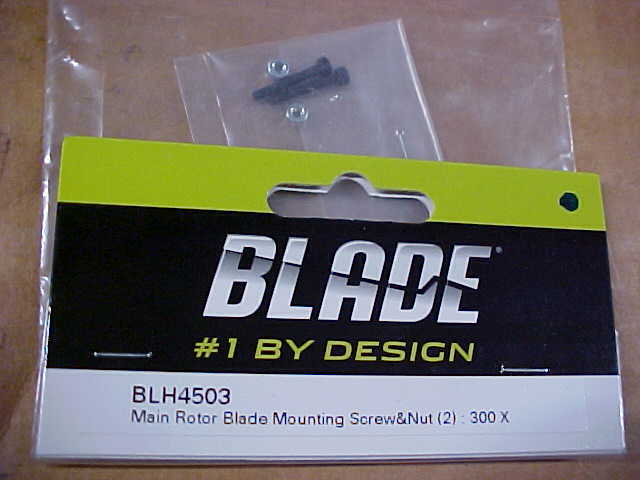 BLADE®
#1 BY DESIGN
BLH4503
Main Rotor Blade Mounting Screw&Nut (2) : 300 X